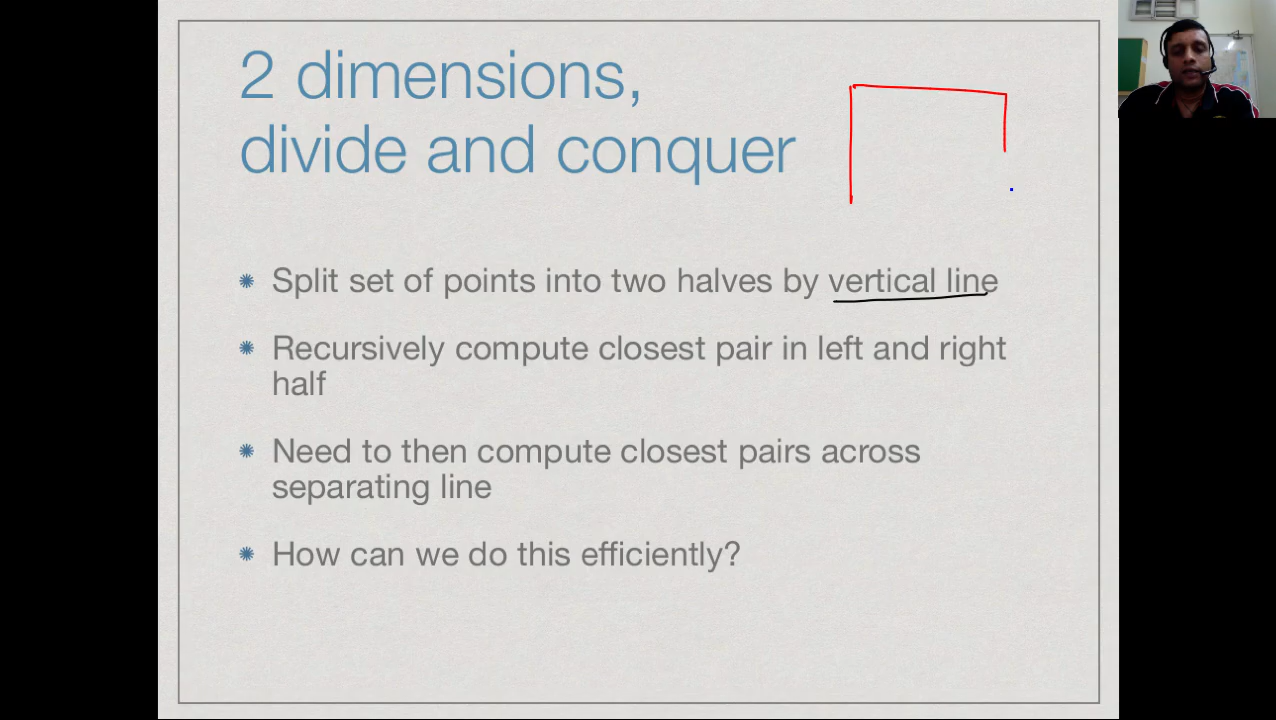 2 dimensions,
divide and conquer
Split set of points into two halves by vertical line
Recursively compute closest pair in left and right
half
Need to then compute closest pairs across
separating line
How can we do this efficiently?